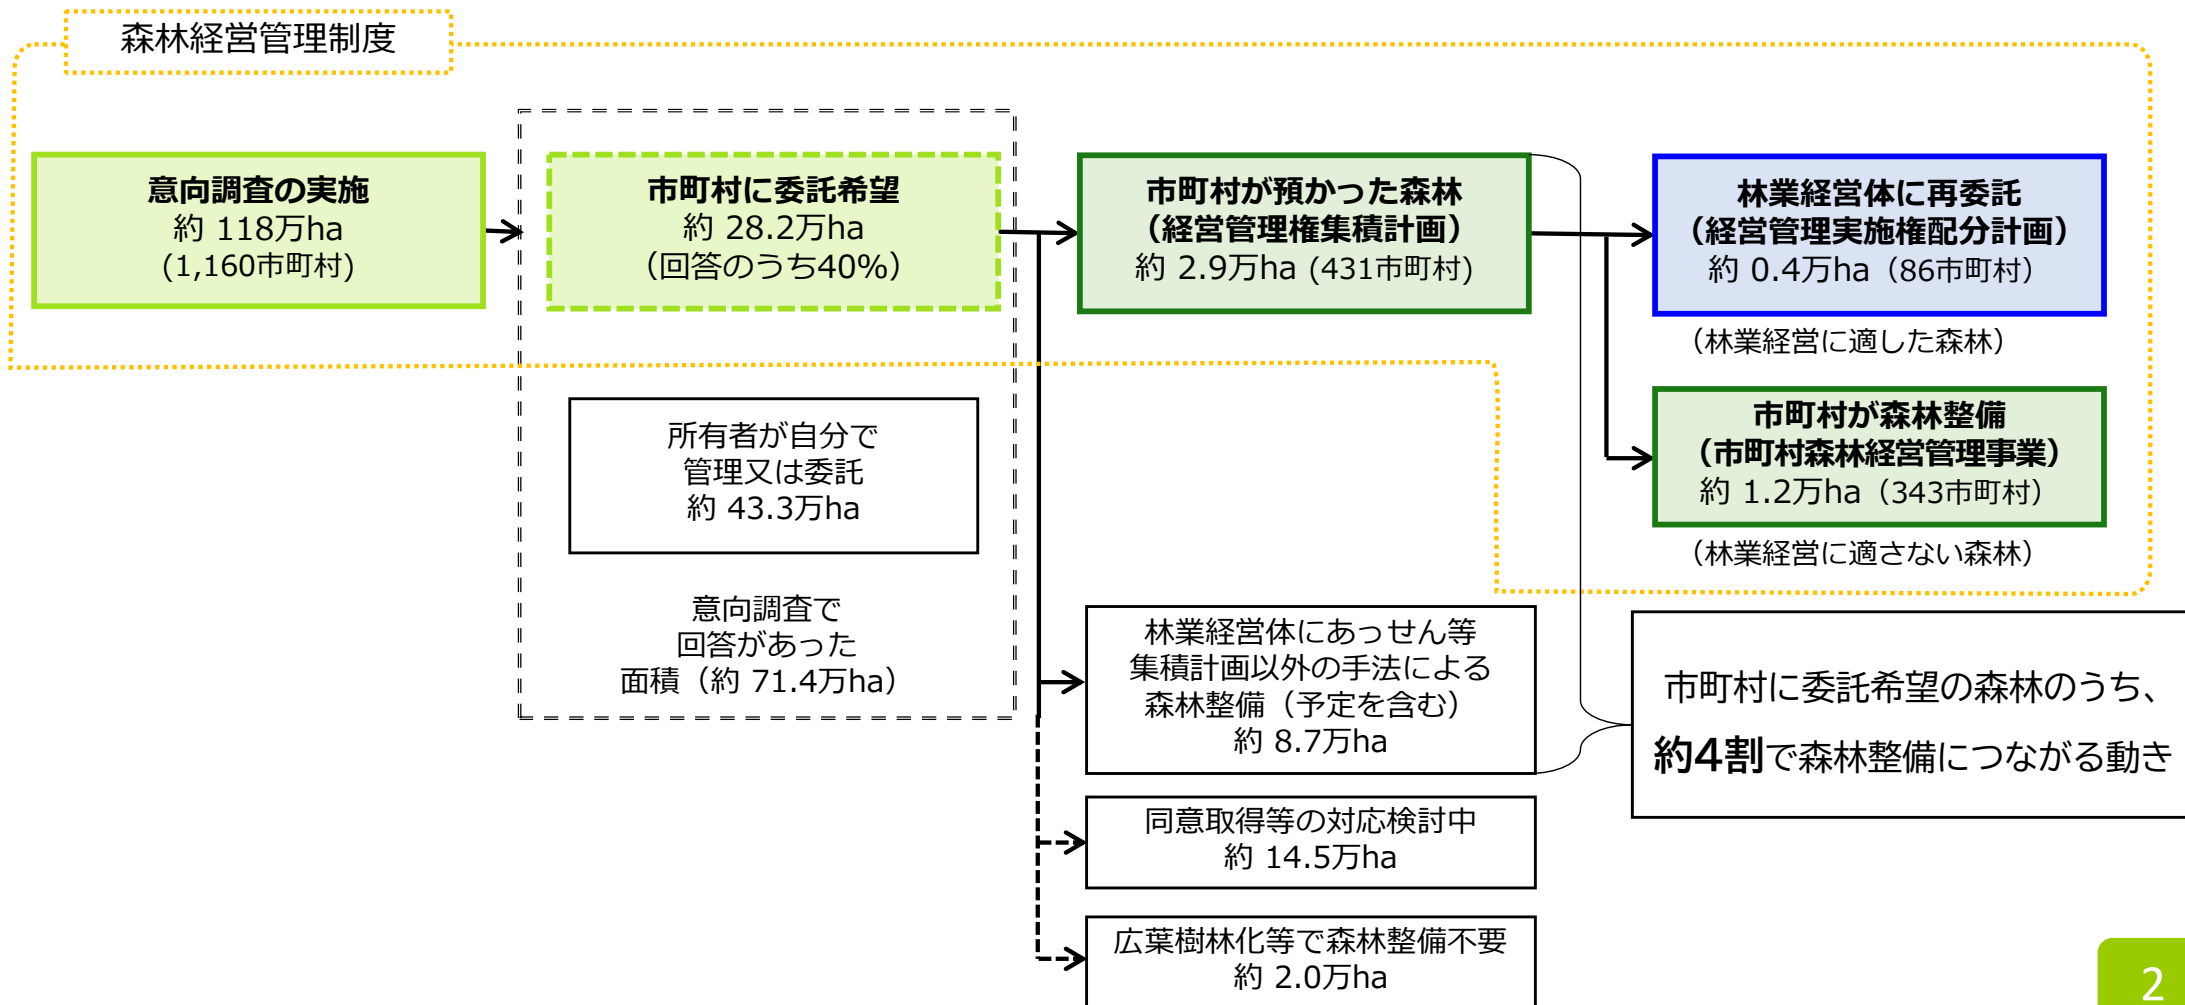 森林経営管理制度
意向調査の実施
約 118万ha
(1,160市町村)
市町村に委託希望
約 28.2万ha
（回答のうち40%）
市町村が預かった森林
（経営管理権集積計画）
約 2.9万ha (431市町村)
林業経営体に再委託
（経営管理実施権配分計画）
約 0.4万ha（86市町村）
（林業経営に適した森林）
市町村が森林整備
（市町村森林経営管理事業）
約 1.2万ha（343市町村）
（林業経営に適さない森林）
所有者が自分で
管理又は委託
約 43.3万ha
意向調査で
回答があった
面積（約 71.4万ha）
林業経営体にあっせん等
集積計画以外の手法による
森林整備（予定を含む）
約 8.7万ha
市町村に委託希望の森林のうち、
約4割で森林整備につながる動き
同意取得等の対応検討中
約 14.5万ha
広葉樹林化等で森林整備不要
約 2.0万ha
2